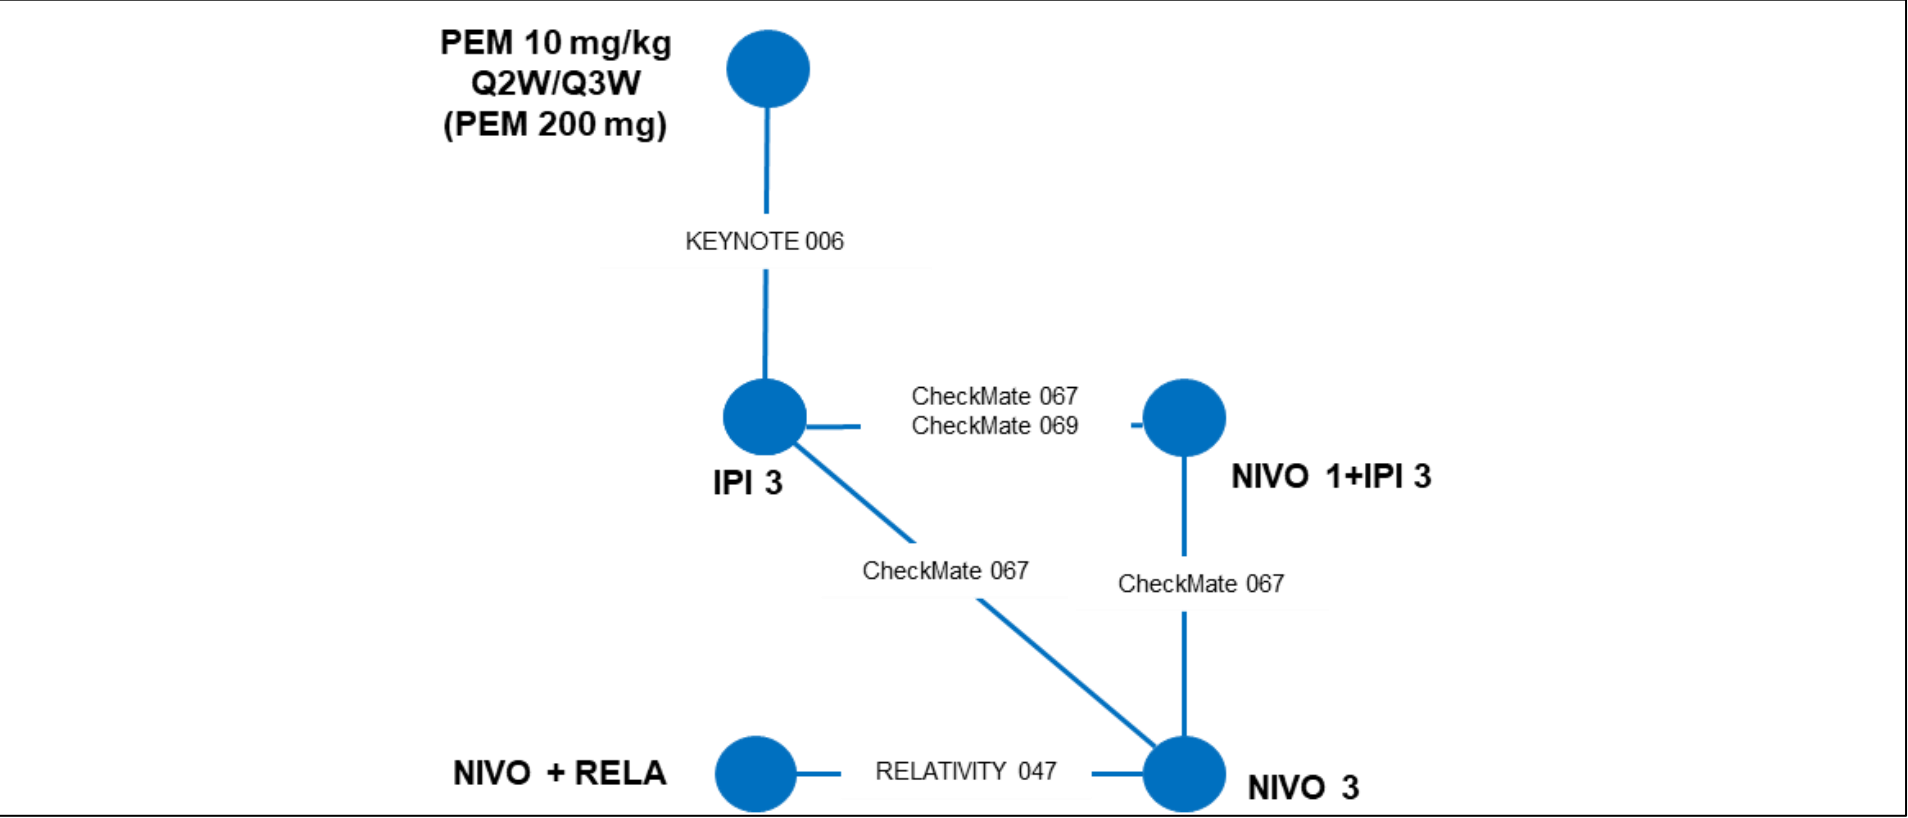 PEM 10 mg/kg
Q2W/Q3W
(PEM 200 mg)
KEYNOTE 006
CheckMate 067
CheckMate 069
IPI 3
NIVO 1+IPI 3
CheckMate 067
CheckMate 067
NIVO + RELA
RELATIVITY 047
NIVO 3